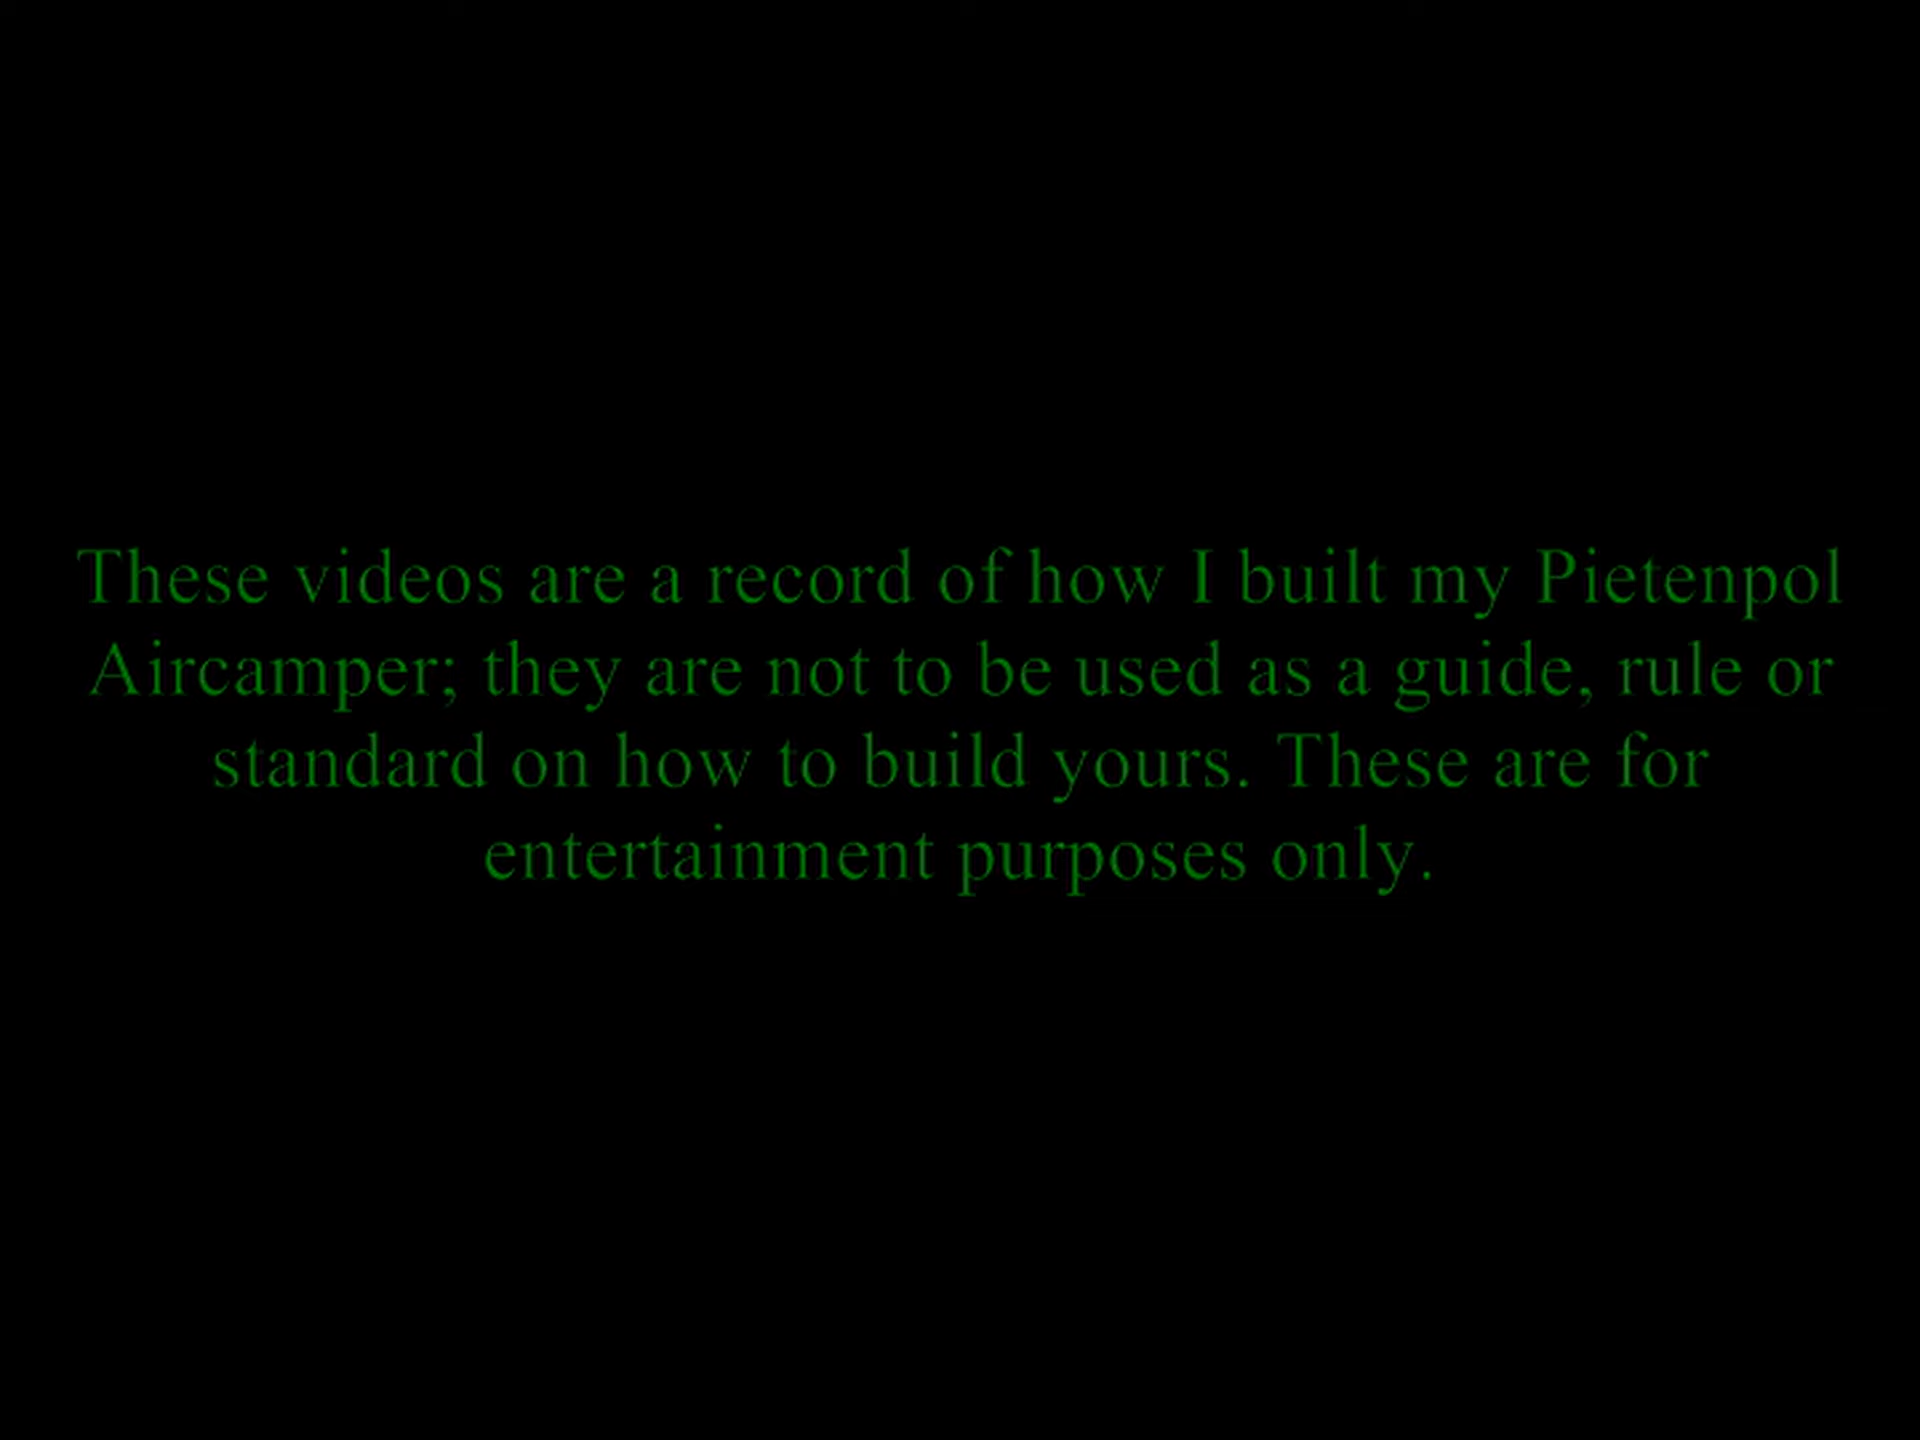 These videos are a record of how I built my Pietenpol
Aircamper; they are not to be used as a guide, rule or
standard on how to build yours. These are for
entertainment purposes only.